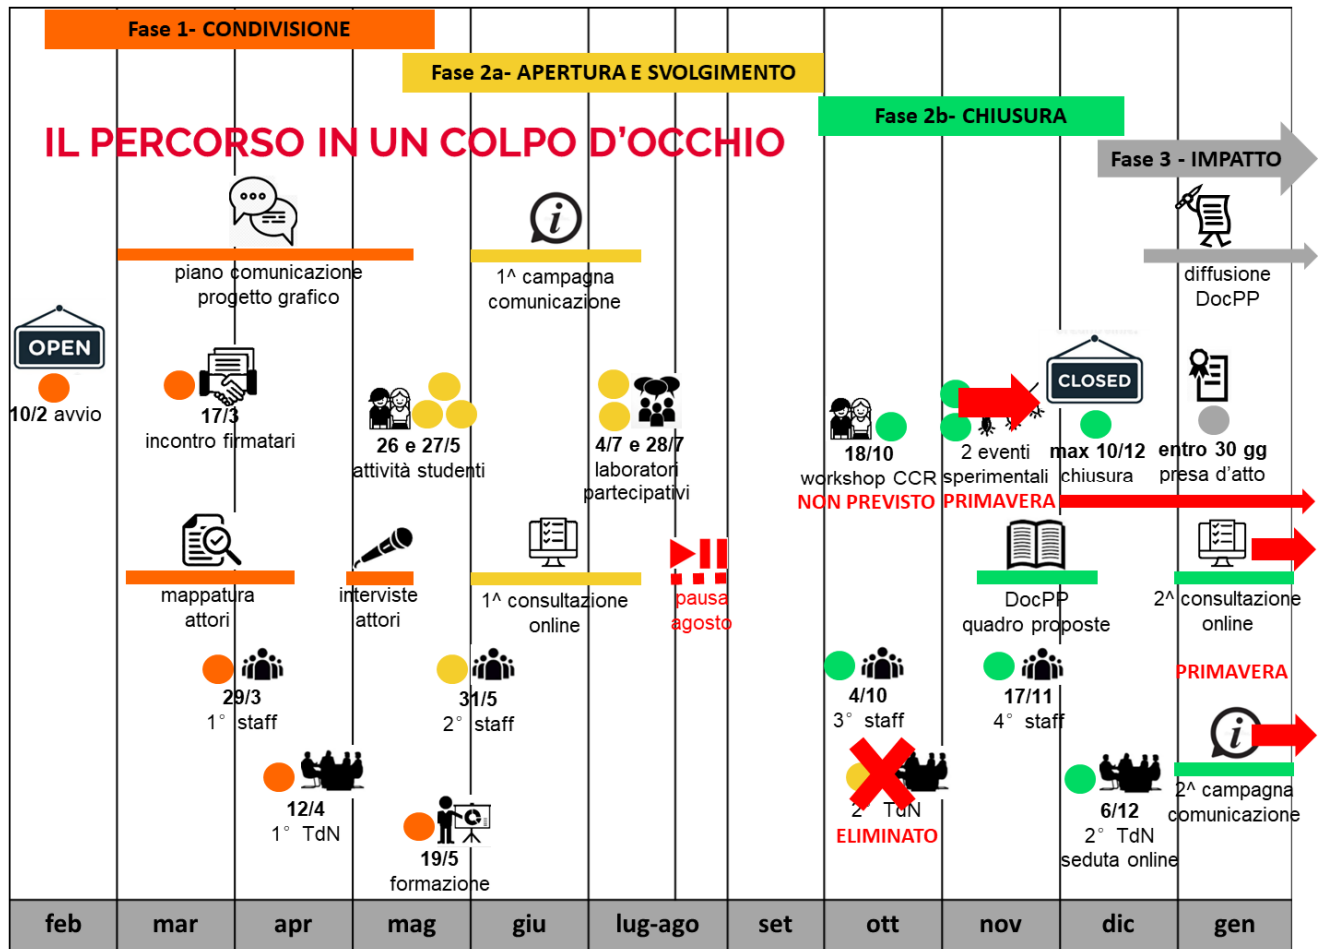 Fase 1- CONDIVISIONE
Fase 2a- APERTURA E SVOLGIMENTO
Fase 2b- CHIUSURA
IL PERCORSO IN UN COLPO D'OCCHIO
Fase 3 - IMPATTO
piano comunicazione
progetto grafico
1^ campagna
comunicazione
diffusione
DocPP
OPEN
10/2 avvio
17/3
incontro firmatari
26 e 27/5
attività studenti
4/7 e 28/7
laboratori
partecipativi
18/10
workshop CCR
NON PREVISTO
2 eventi
sperimentali
PRIMAVERA
CLOSED
max 10/12
chiusura
entro 30 gg
presa d'atto
mappatura
attori
interviste
attori
1^ consultazione
online
pausa
agosto
DocPP
quadro proposte
2^ consultazione
online
PRIMAVERA
29/3
1° staff
31/5
2° staff
4/10
3° staff
17/11
4° staff
12/4
1° TdN
19/5
formazione
2° TdN
ELIMINATO
6/12
2° TdN
seduta online
2^ campagna
comunicazione
feb mar apr mag giu lug-ago set ott nov dic gen